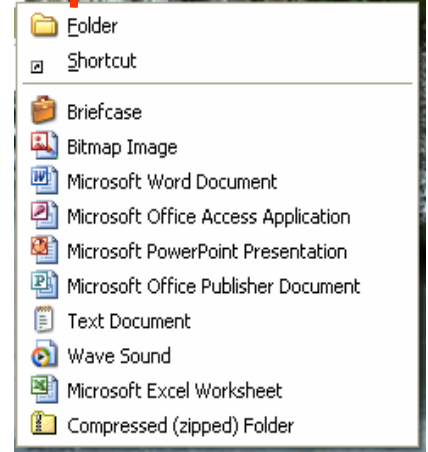 Folder
Shortcut
Briefcase
Bitmap Image
Microsoft Word Document
Microsoft Office Access Application
Microsoft PowerPoint Presentation
Microsoft Office Publisher Document
Text Document
Wave Sound
Microsoft Excel Worksheet
Compressed (zipped) Folder